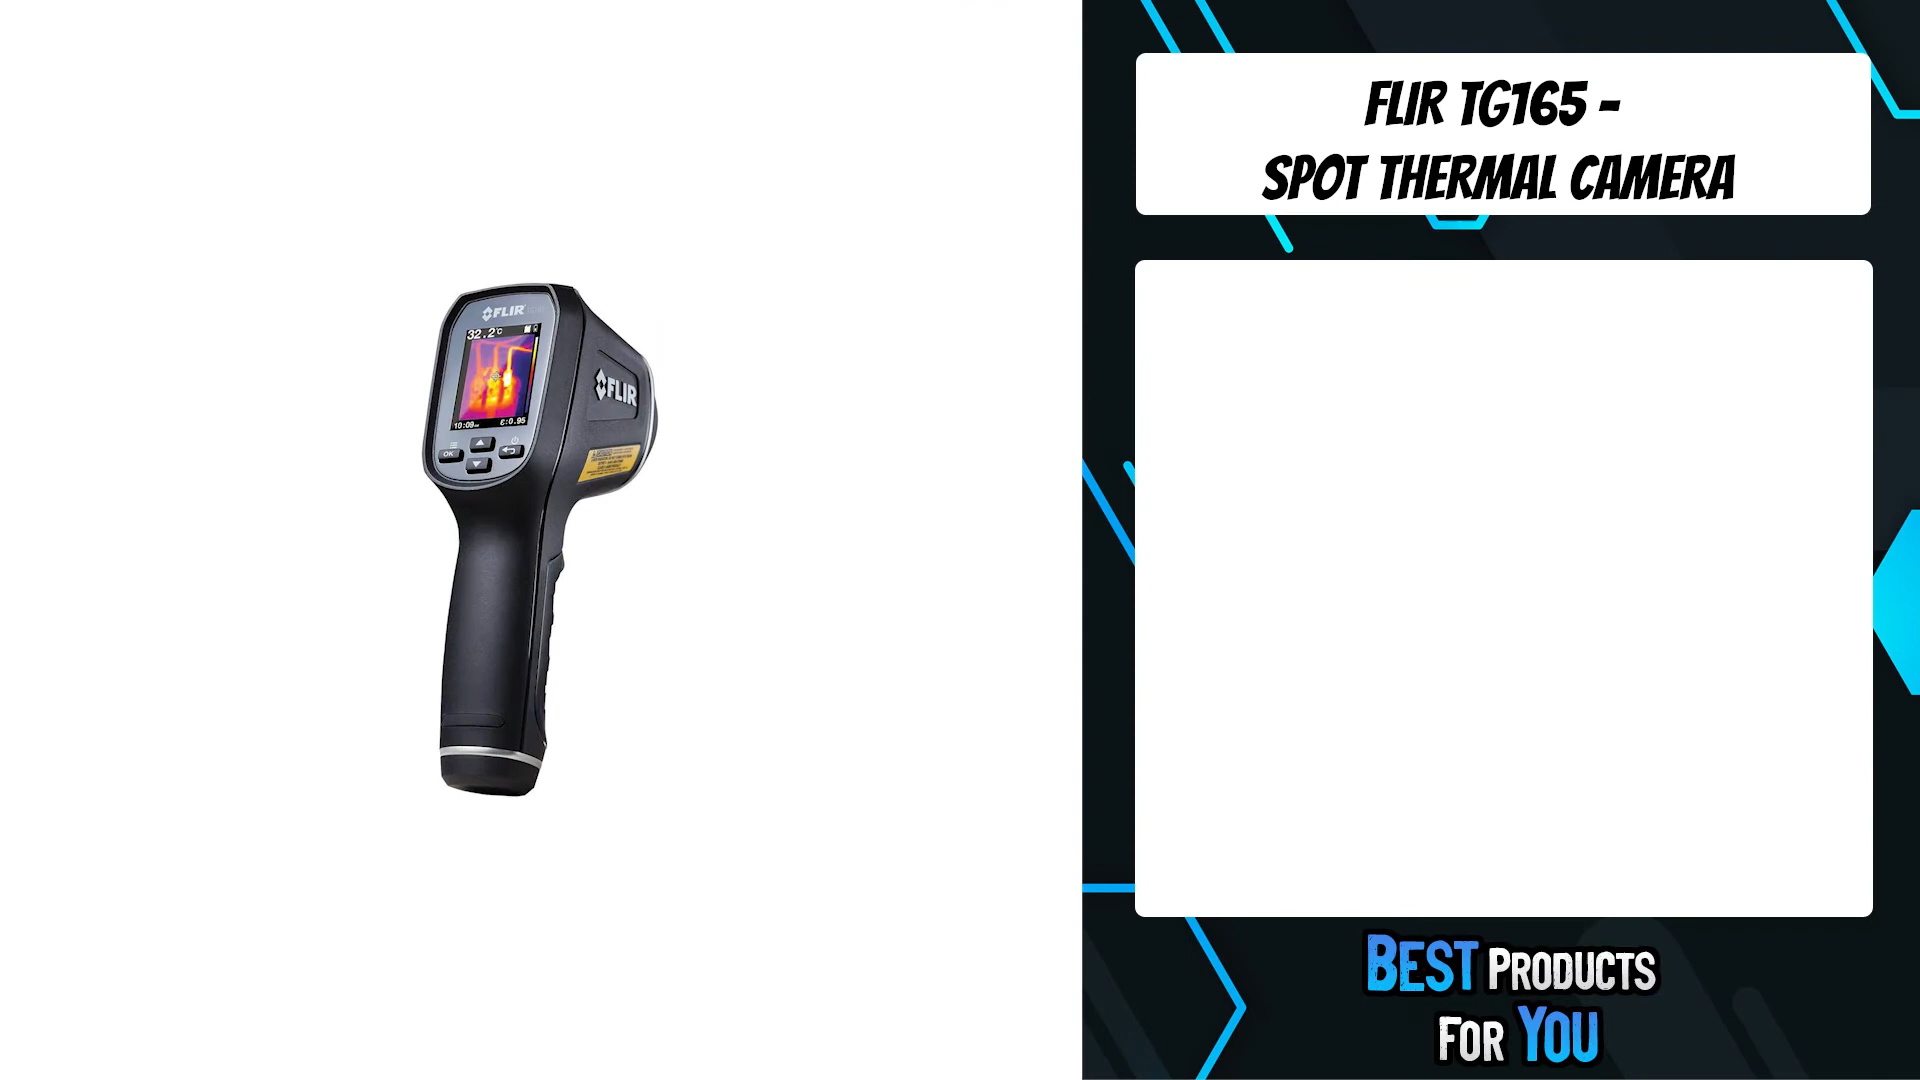 FLIR TG165 -
SPOT THERMAL CAMERA
FLIR
32.2°C
10:09
ε:0.95
OK
FLIR
BEST PRODUCTS
FOR YOU